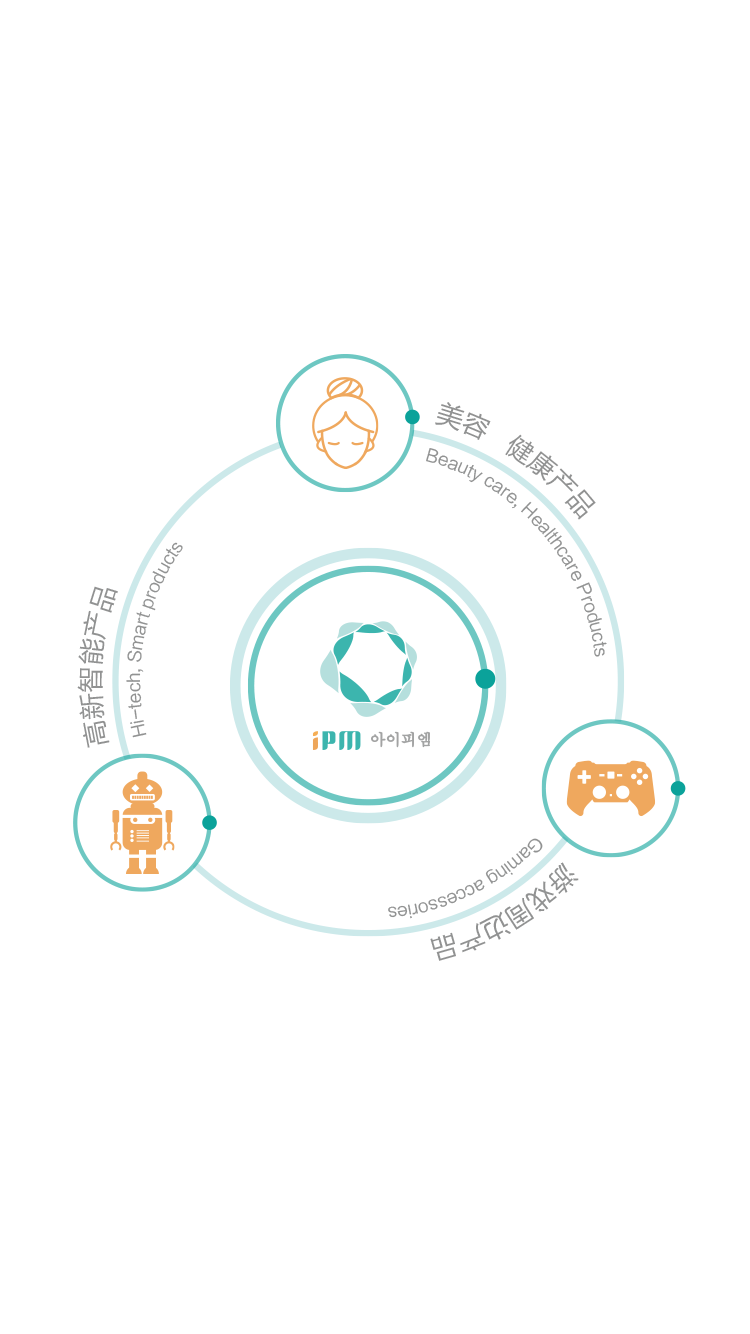 美容 健康产品
Beauty care, Healthcare Products
高新智能产品
Hi-tech, Smart products
iPM 아이피엠
Gaming accessories
游戏周边产品